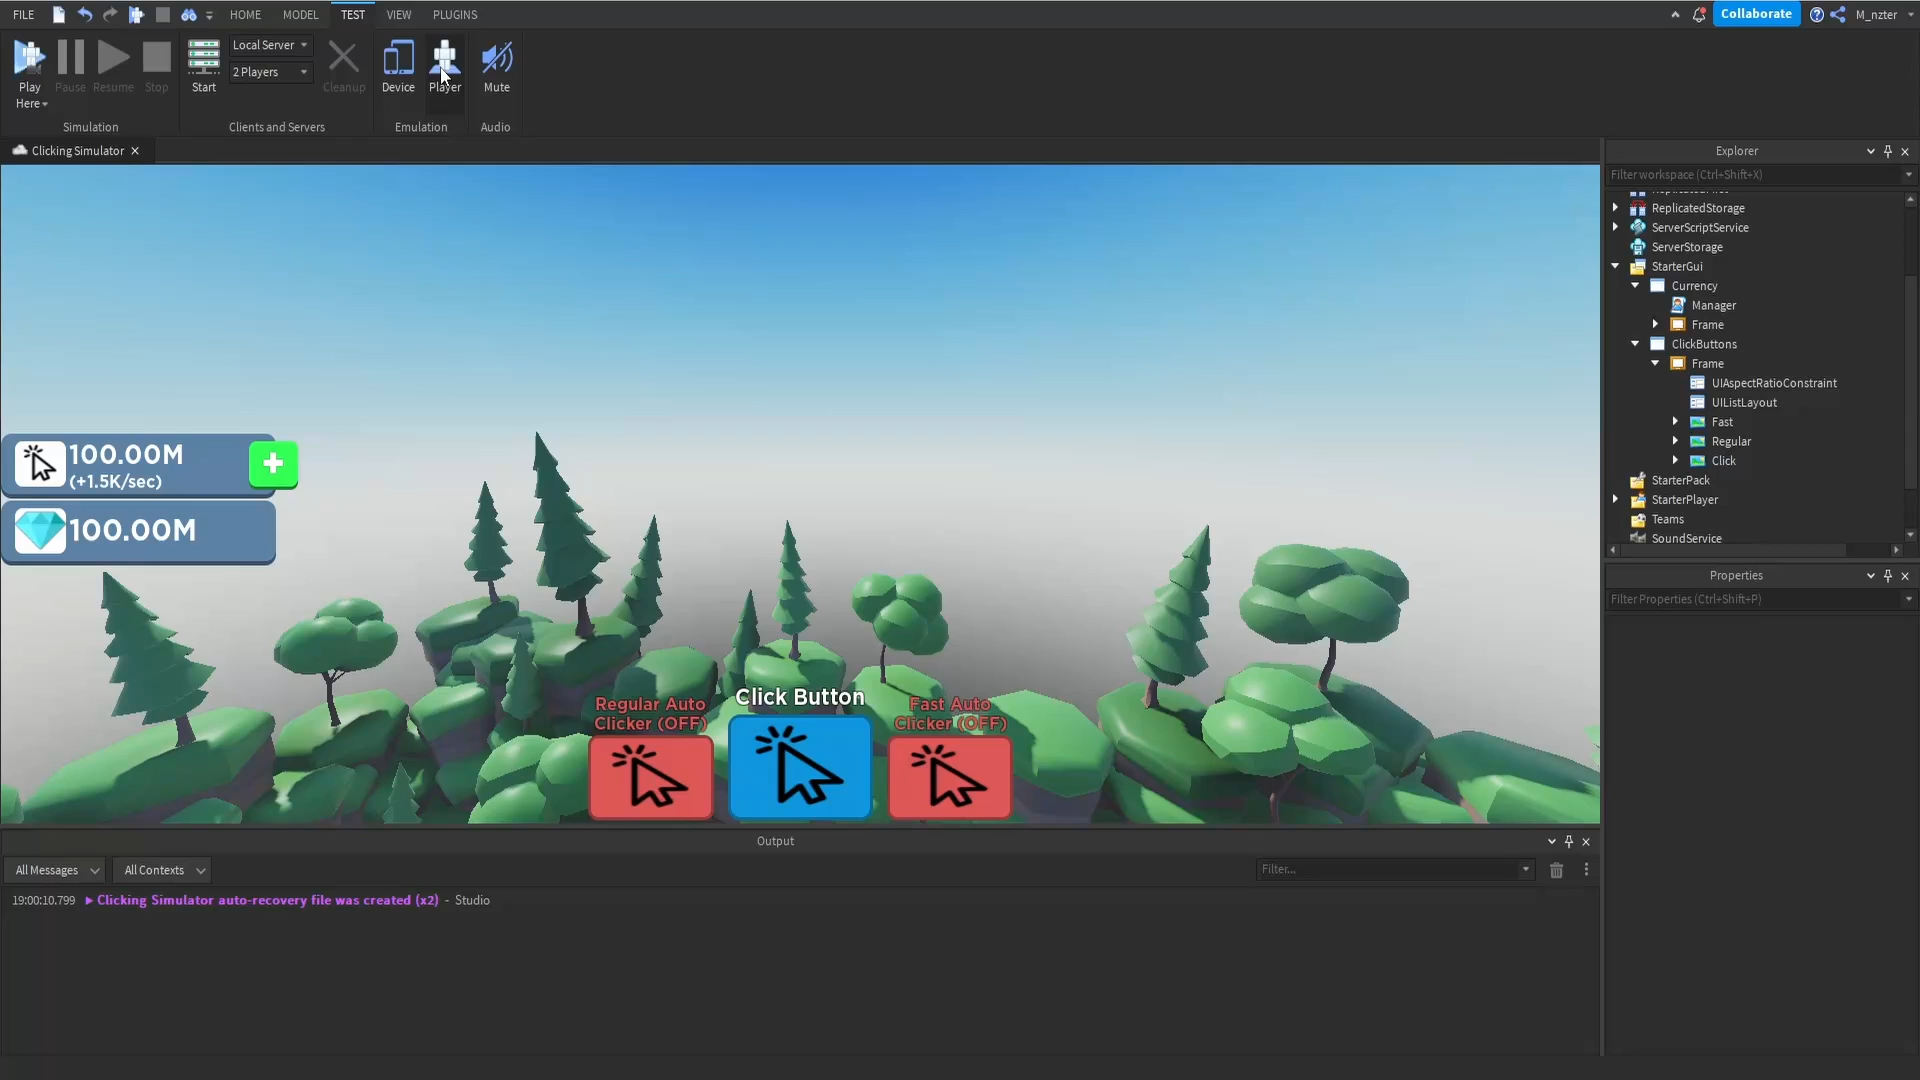 FILE
HOME
MODEL
TEST
VIEW
PLUGINS
Collaborate
M_nzter
Play
Here
Pause
Resume
Stop
Simulation
Start
Local Server
2 Players
Cleanup
Clients and Servers
Device
Player
Emulation
Mute
Audio
Clicking Simulator
100.00M
(+1.5K/sec)
100.00M
Regular Auto
Clicker (OFF)
Click Button
Fast Auto
Clicker (OFF)
Explorer
Filter workspace (Ctrl+Shift+X)
ReplicatedStorage
ServerScriptService
ServerStorage
StarterGui
Currency
Manager
Frame
ClickButtons
Frame
UIAspectRatioConstraint
UIListLayout
Fast
Regular
Click
StarterPack
StarterPlayer
Teams
SoundService
Properties
Filter Properties (Ctrl+Shift+P)
Output
All Messages
All Contexts
Filter...
19:00:10.799 Clicking Simulator auto-recovery file was created (x2) - Studio